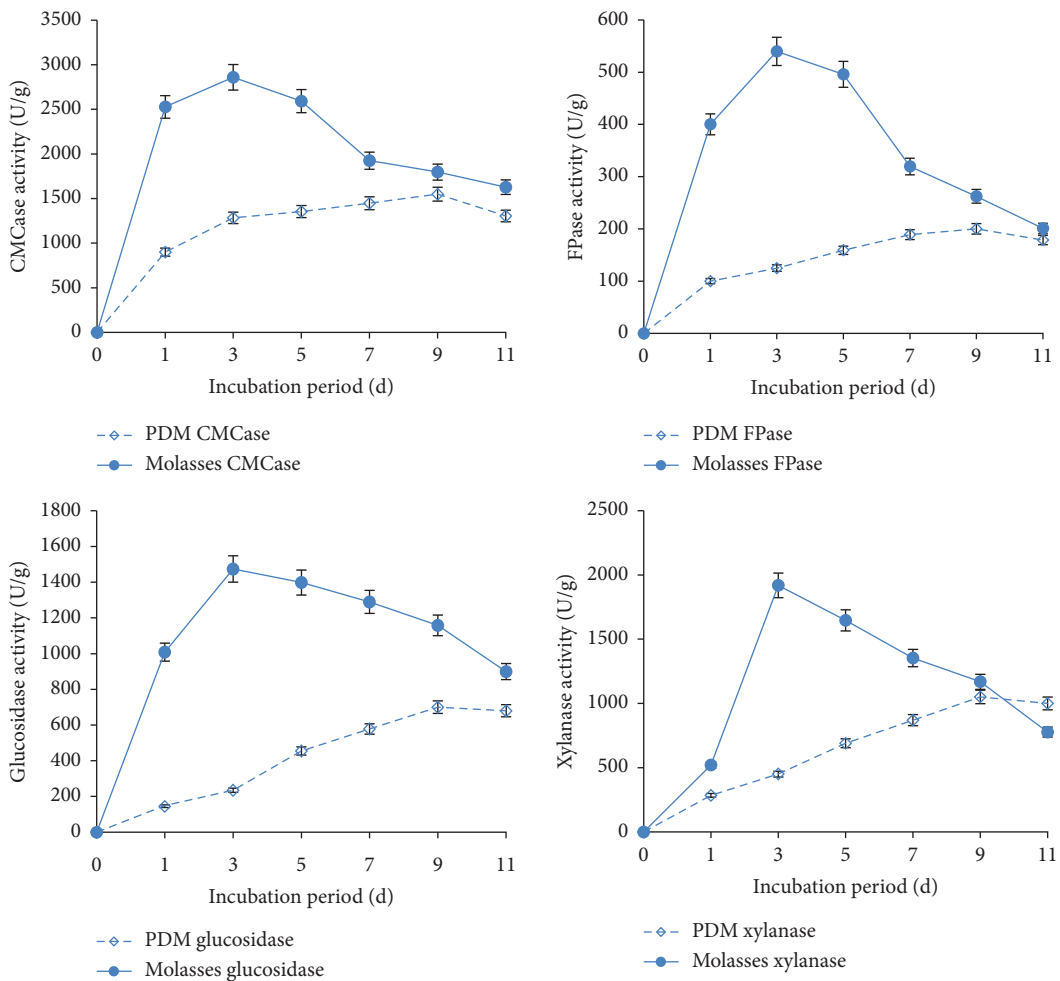 CMCase activity (U/g)
3500
3000
2500
2000
1500
1000
500
0
0 1 3 5 7 9 11
Incubation period (d)
PDM CMCase
Molasses CMCase
FPase activity (U/g)
600
500
400
300
200
100
0
0 1 3 5 7 9 11
Incubation period (d)
PDM FPase
Molasses FPase
Glucosidase activity (U/g)
1800
1600
1400
1200
1000
800
600
400
200
0
0 1 3 5 7 9 11
Incubation period (d)
PDM glucosidase
Molasses glucosidase
Xylanase activity (U/g)
2500
2000
1500
1000
500
0
0 1 3 5 7 9 11
Incubation period (d)
PDM xylanase
Molasses xylanase